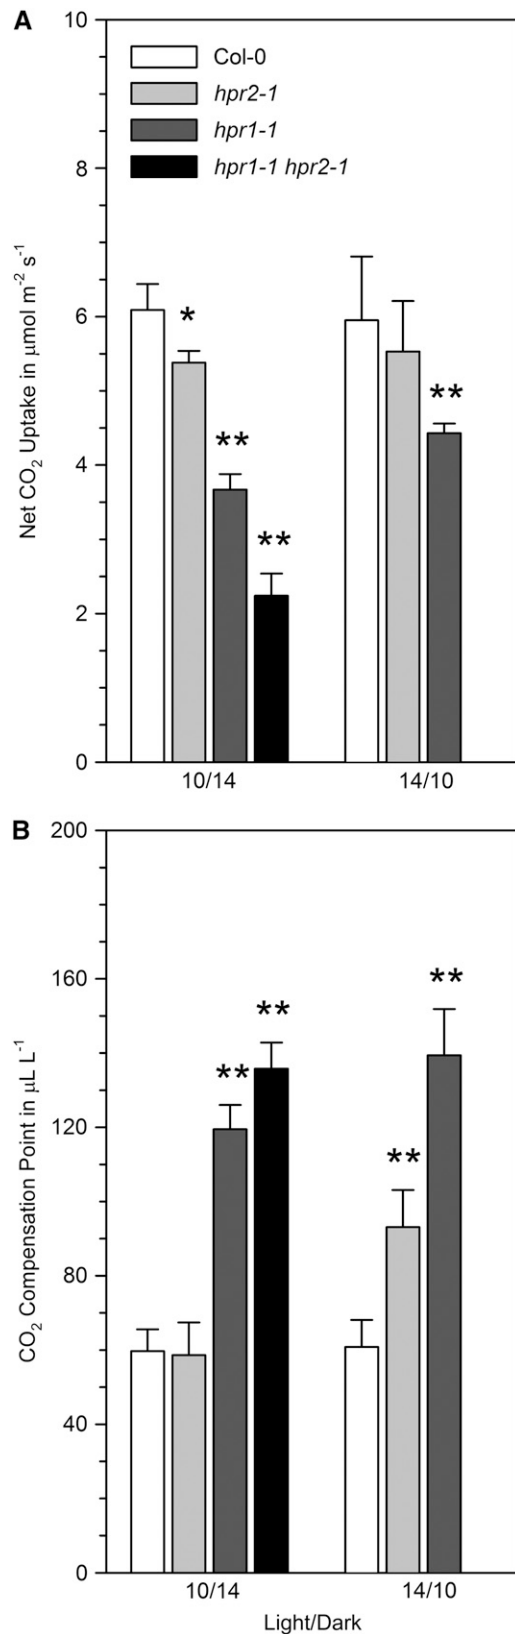 A
10
Col-0
hpr2-1
hpr1-1
hpr1-1 hpr2-1
8
6
4
2
0
Net CO₂ Uptake in µmol m⁻² s⁻¹
*
**
**
**
10/14
14/10
B
200
160
120
80
40
0
CO₂ Compensation Point in µL L⁻¹
**
**
**
**
10/14
14/10
Light/Dark